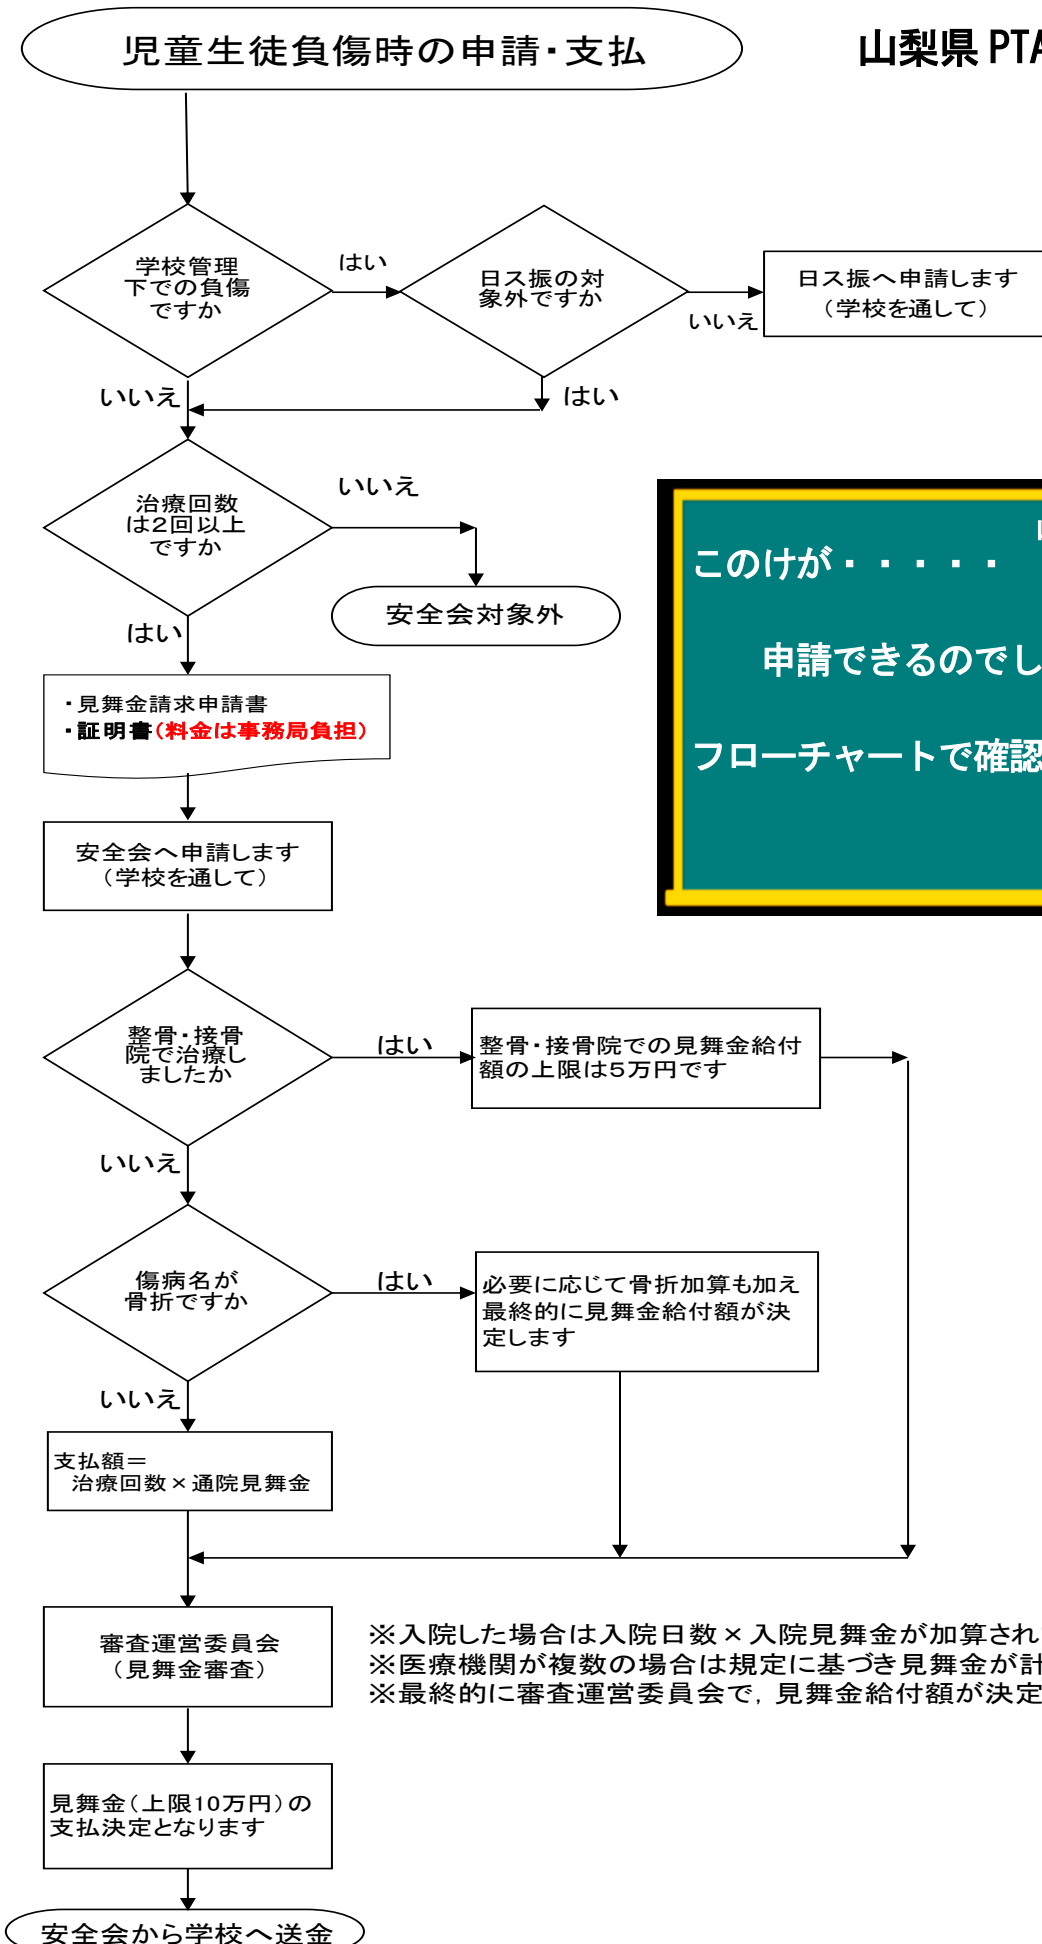 児童生徒負傷時の申請・支払
山梨県 PTA
学校管理
下での負傷
ですか
はい
日ス振の対
象外ですか
いいえ
日ス振へ申請します
（学校を通して）
いいえ
はい
治療回数
は2回以上
ですか
いいえ
安全会対象外
はい
このけが・・・・・
申請できるのでし
フローチャートで確認
・見舞金請求申請書
・証明書（料金は事務局負担）
安全会へ申請します
（学校を通して）
整骨・接骨
院で治療し
ましたか
はい
整骨・接骨院での見舞金給付
額の上限は5万円です
いいえ
傷病名が
骨折ですか
はい
必要に応じて骨折加算も加え
最終的に見舞金給付額が決
定します
いいえ
支払額＝
治療回数×通院見舞金
審査運営委員会
（見舞金審査）
※入院した場合は入院日数×入院見舞金が加算され
※医療機関が複数の場合は規定に基づき見舞金が計
※最終的に審査運営委員会で，見舞金給付額が決定
見舞金（上限10万円）の
支払決定となります
安全会から学校へ送金